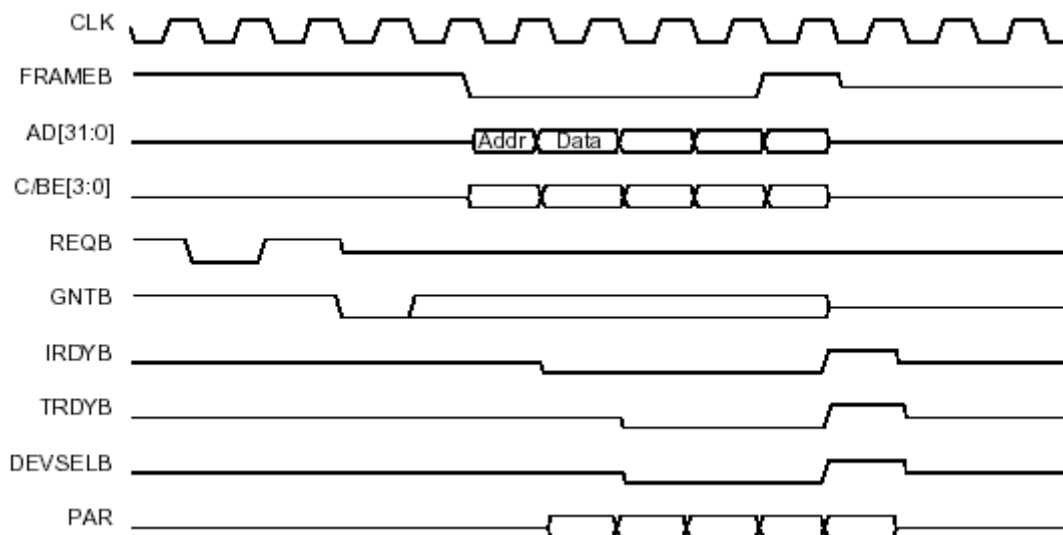 CLK
FRAMEB
AD[31:0]
Addr Data
C/BE[3:0]
REQB
GNTB
IRDYB
TRDYB
DEVSELB
PAR